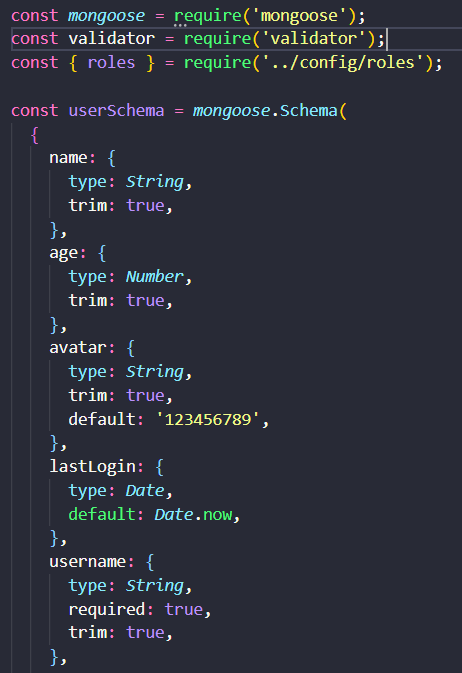 const mongoose = require('mongoose');
const validator = require('validator');
const { roles } = require('../config/roles');
const userSchema = mongoose.Schema(
{
name: {
type: String,
trim: true,
},
age: {
type: Number,
trim: true,
},
avatar: {
type: String,
trim: true,
default: '123456789',
},
lastLogin: {
type: Date,
default: Date.now,
},
username: {
type: String,
required: true,
trim: true,
},